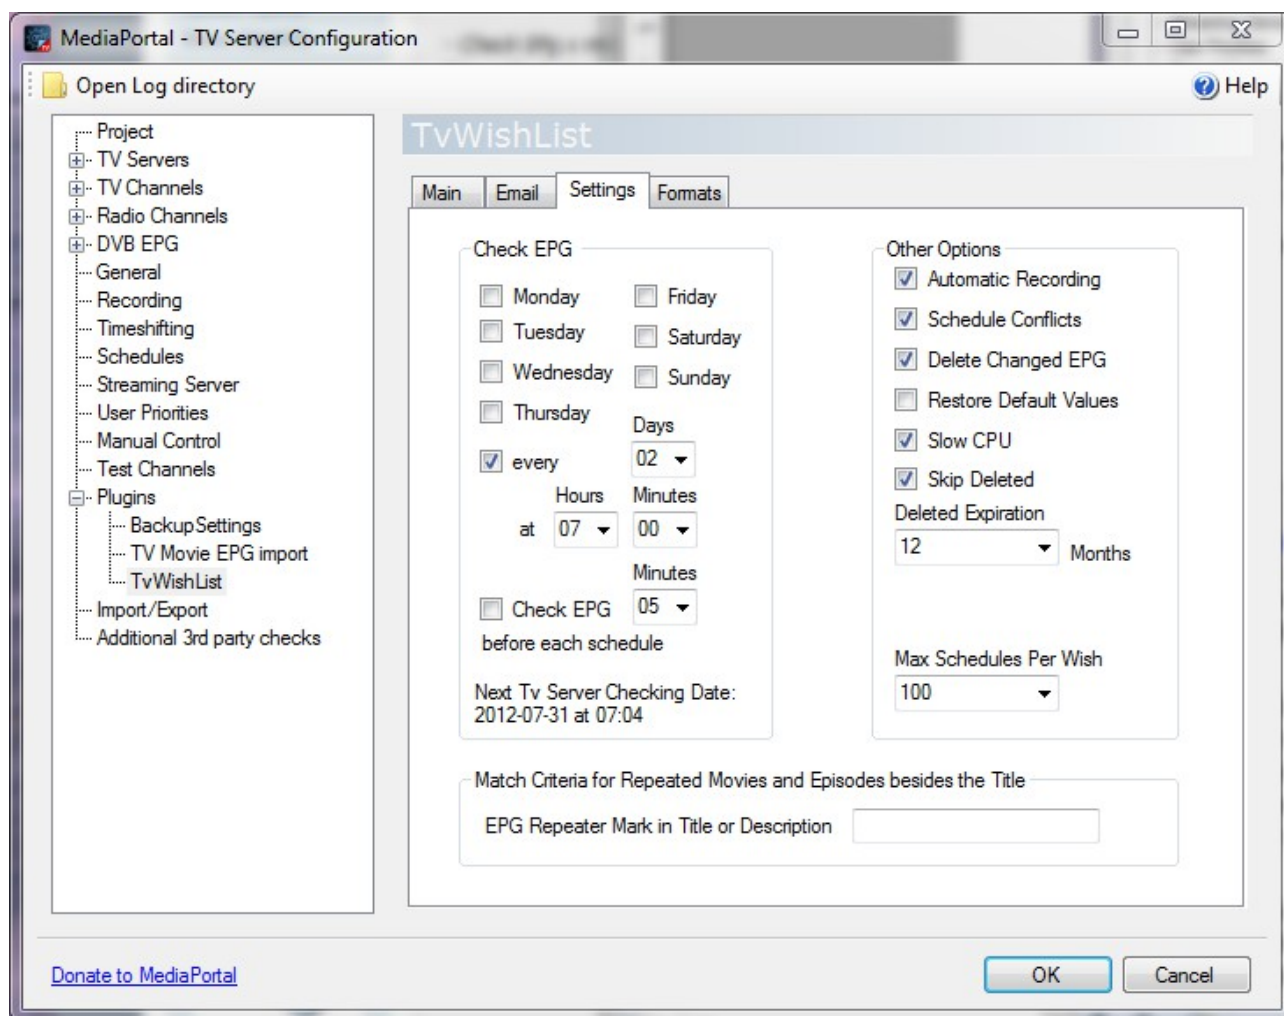 MediaPortal - TV Server Configuration
Open Log directory
Help
Project
TV Servers
TV Channels
Radio Channels
DVB EPG
General
Recording
Timeshifting
Schedules
Streaming Server
User Priorities
Manual Control
Test Channels
Plugins
BackupSettings
TV Movie EPG import
TvWishList
Import/Export
Additional 3rd party checks
TvWishList
Main Email Settings Formats
Check EPG
Monday Friday
Tuesday Saturday
Wednesday Sunday
Thursday
Days
every 02
Hours Minutes
at 07 00
Minutes
Check EPG 05
before each schedule
Next Tv Server Checking Date:
2012-07-31 at 07:04
Other Options
Automatic Recording
Schedule Conflicts
Delete Changed EPG
Restore Default Values
Slow CPU
Skip Deleted
Deleted Expiration
12 Months
Max Schedules Per Wish
100
Match Criteria for Repeated Movies and Episodes besides the Title
EPG Repeater Mark in Title or Description
Donate to MediaPortal
OK Cancel